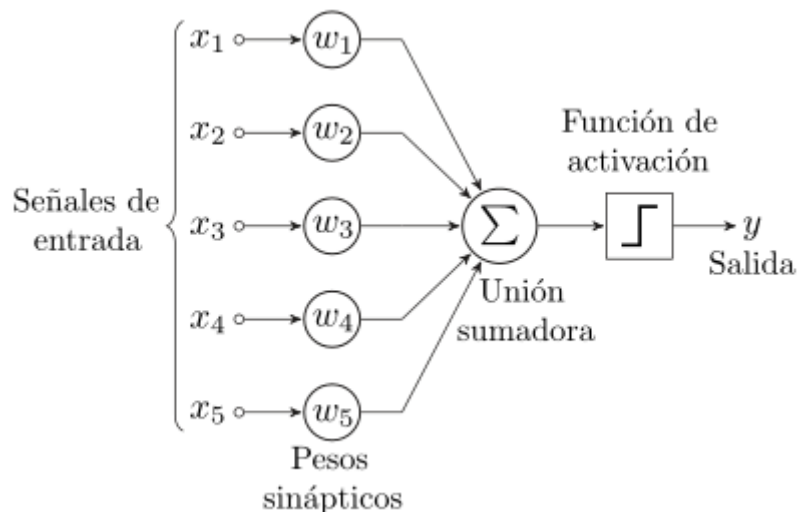 x₁
w₁
x₂
w₂
Función de
activación
Señales de
entrada
x₃
w₃
Σ
y
Salida
Unión
sumadora
x₄
w₄
x₅
w₅
Pesos
sinápticos